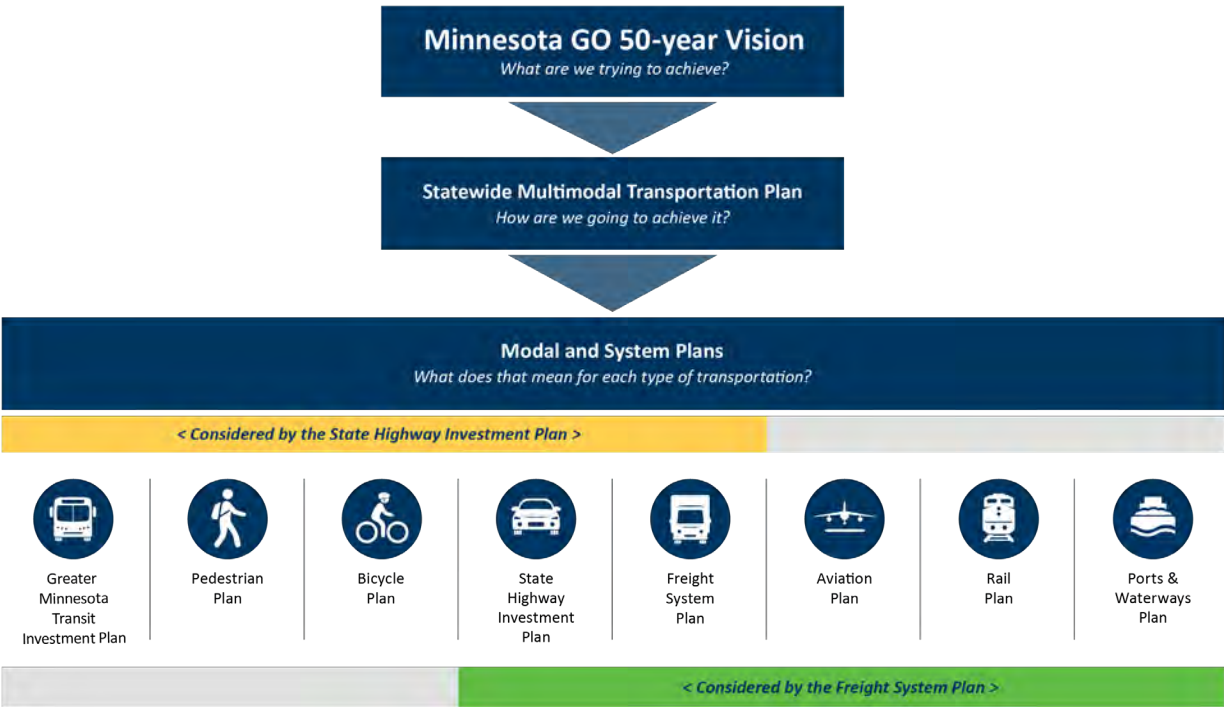 Minnesota GO 50-year Vision
What are we trying to achieve?
Statewide Multimodal Transportation Plan
How are we going to achieve it?
Modal and System Plans
What does that mean for each type of transportation?
< Considered by the State Highway Investment Plan >
Greater
Minnesota
Transit
Investment Plan
Pedestrian
Plan
Bicycle
Plan
State
Highway
Investment
Plan
Freight
System
Plan
Aviation
Plan
Rail
Plan
Ports &
Waterways
Plan
< Considered by the Freight System Plan >